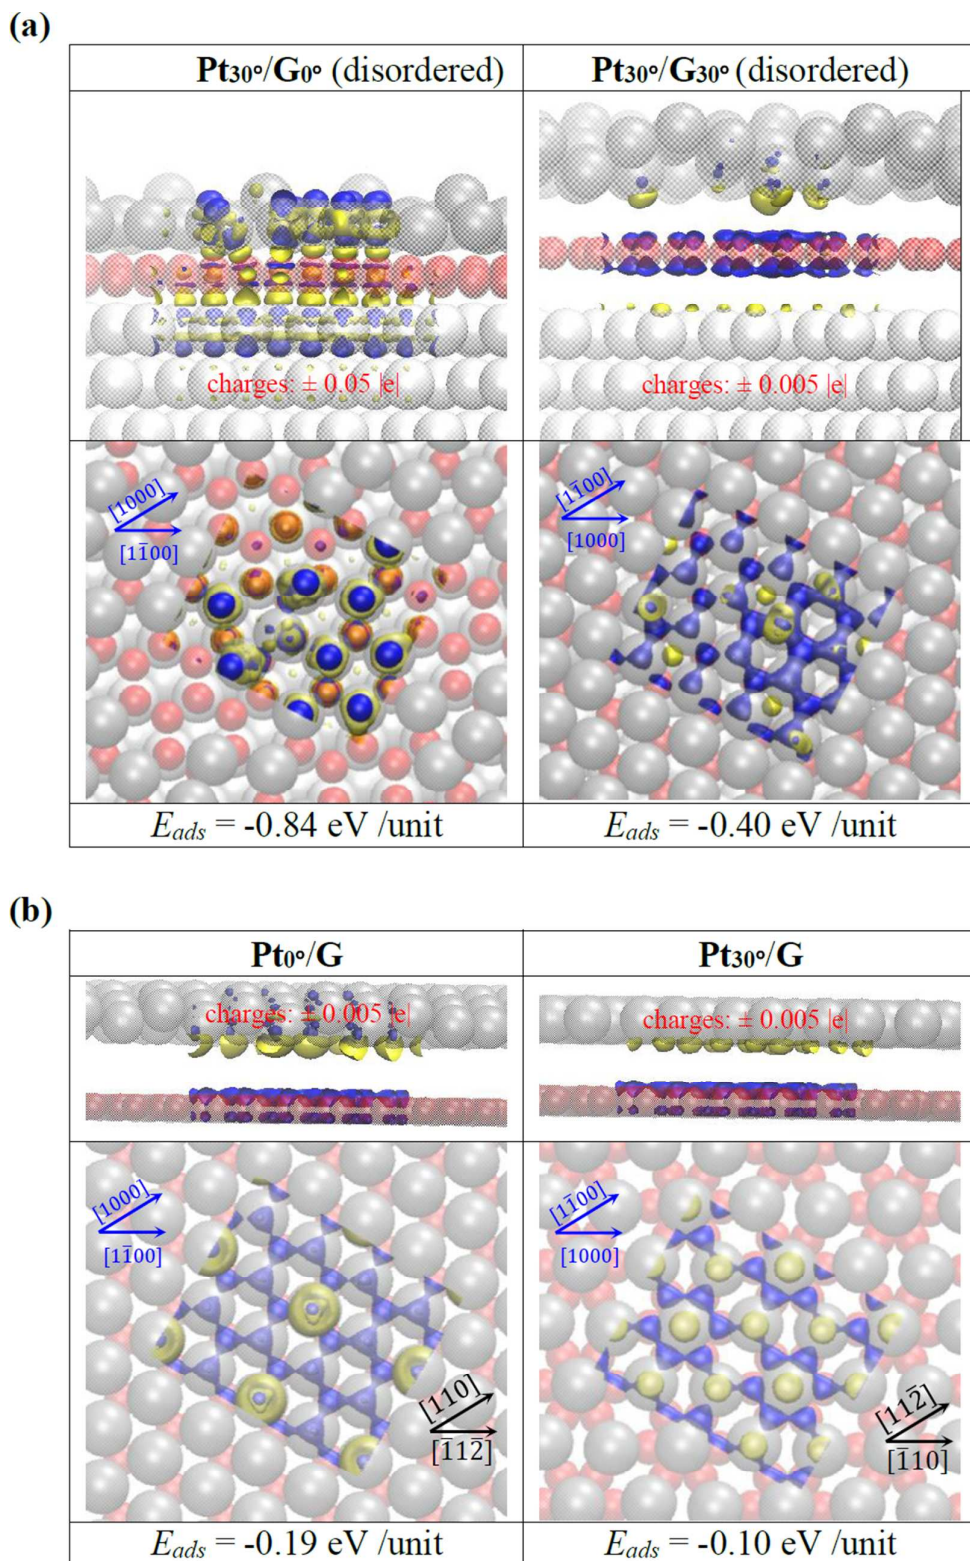 (a)
Pt30°/G0° (disordered)
Pt30°/G30° (disordered)
charges: ± 0.05 |e|
charges: ± 0.005 |e|
[1000]
[11̄00]
[11̄00]
[1000]
Eads = -0.84 eV /unit
Eads = -0.40 eV /unit
(b)
Pt0°/G
Pt30°/G
charges: ± 0.005 |e|
charges: ± 0.005 |e|
[1000]
[11̄00]
[11̄00]
[1000]
[110]
[1̄12̄]
[112̄]
[1̄10]
Eads = -0.19 eV /unit
Eads = -0.10 eV /unit